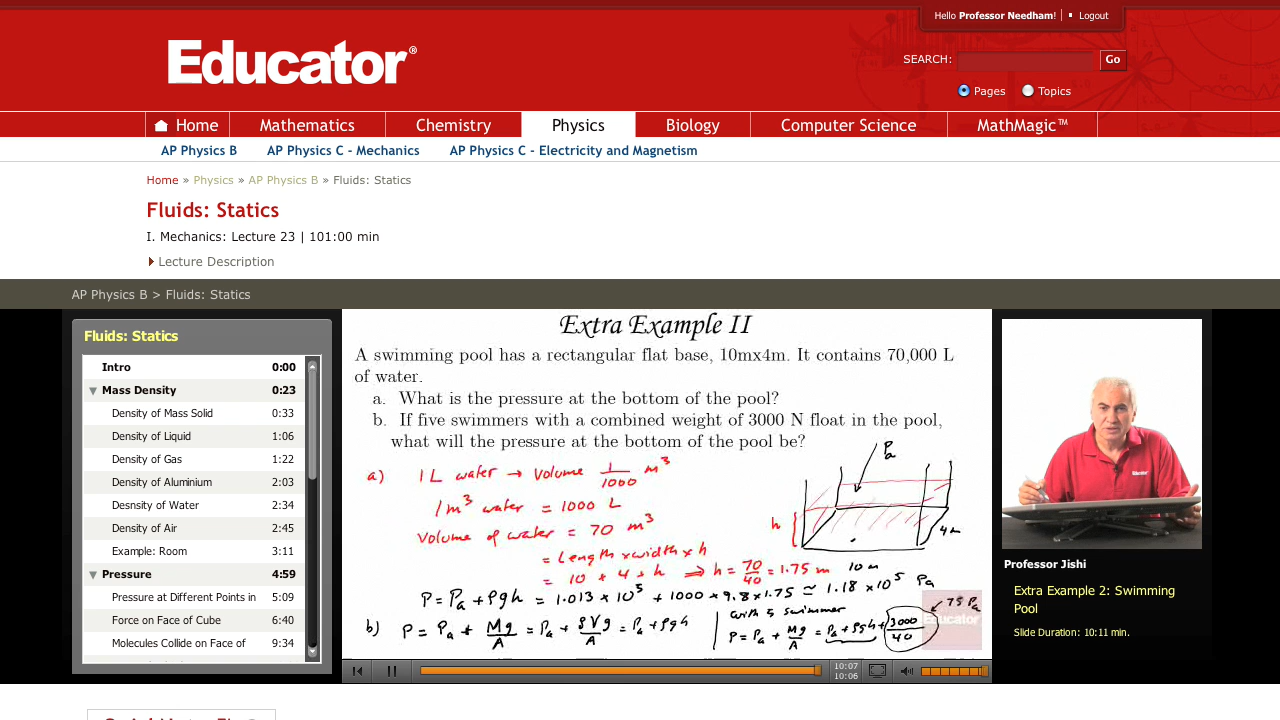 Hello Professor Needham! Logout
Educator®
SEARCH: Go
Pages Topics
Home Mathematics Chemistry Physics Biology Computer Science MathMagic™
AP Physics B AP Physics C - Mechanics AP Physics C - Electricity and Magnetism
Home » Physics » AP Physics B » Fluids: Statics
Fluids: Statics
I. Mechanics: Lecture 23 | 101:00 min
Lecture Description
AP Physics B > Fluids: Statics
Fluids: Statics
Intro 0:00
Mass Density 0:23
Density of Mass Solid 0:33
Density of Liquid 1:06
Density of Gas 1:22
Density of Aluminium 2:03
Desnsity of Water 2:34
Density of Air 2:45
Example: Room 3:11
Pressure 4:59
Pressure at Different Points in 5:09
Force on Face of Cube 6:40
Molecules Collide on Face of 9:34
Extra Example II
A swimming pool has a rectangular flat base, 10mx4m. It contains 70,000 L
of water.
a. What is the pressure at the bottom of the pool?
b. If five swimmers with a combined weight of 3000 N float in the pool,
what will the pressure at the bottom of the pool be?
a) 1 L water → volume 1/1000 m³
1 m³ water = 1000 L
volume of water = 70 m³
= length x width x h
= 10 * 4 * h ⇒ h = 70/40 = 1.75 m
P = Pa + ρgh = 1.013 x 10⁵ + 1000 x 9.8 x 1.75 ≃ 1.18 x 10⁵ Pa
b) P = Pa + Mg/A = Pa + ρVg/A = Pa + ρgh
with 5 swimmer
P = Pa + Mg/A = Pa + ρgh + 3000/40
75 Pa
Pa
h
4 m
10 m
Educator
10:07
10:06
Red
Professor Jishi
Extra Example 2: Swimming
Pool
Slide Duration: 10:11 min.